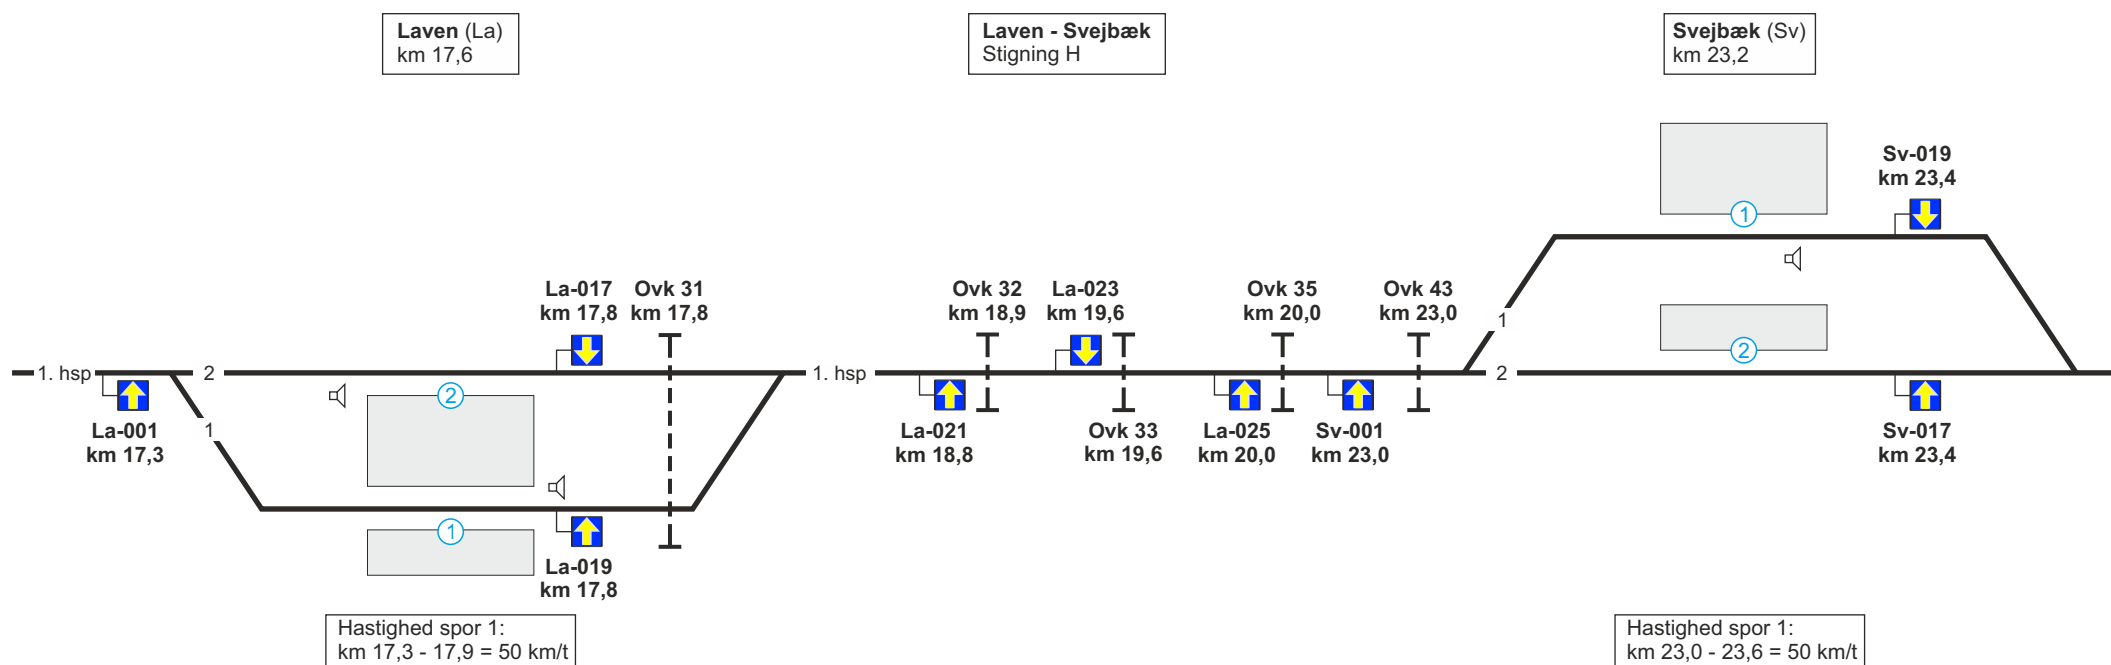 Laven (La)
km 17,6
Laven - Svejbæk
Stigning H
Svejbæk (Sv)
km 23,2
Sv-019
km 23,4
1
La-017
km 17,8
Ovk 31
km 17,8
Ovk 32
km 18,9
La-023
km 19,6
Ovk 35
km 20,0
Ovk 43
km 23,0
1
2
1. hsp
2
2
1. hsp
2
La-001
km 17,3
1
La-021
km 18,8
Ovk 33
km 19,6
La-025
km 20,0
Sv-001
km 23,0
Sv-017
km 23,4
1
La-019
km 17,8
Hastighed spor 1:
km 17,3 - 17,9 = 50 km/t
Hastighed spor 1:
km 23,0 - 23,6 = 50 km/t